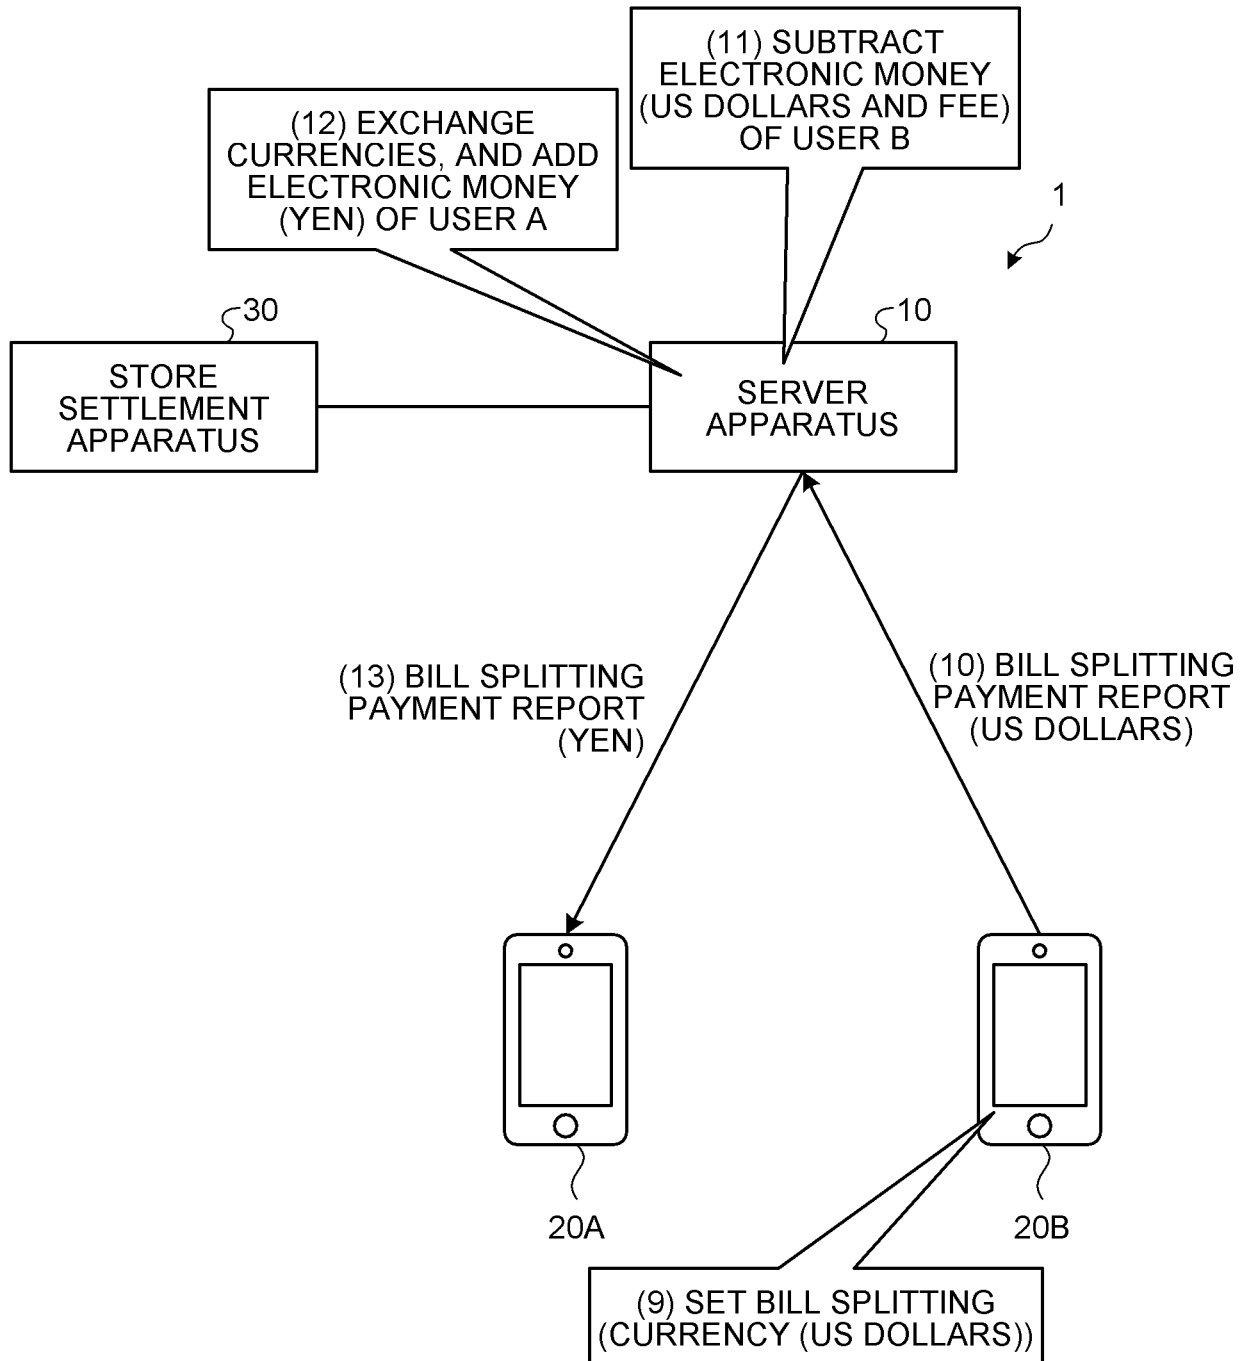 (11) SUBTRACT
ELECTRONIC MONEY
(US DOLLARS AND FEE)
OF USER B
(12) EXCHANGE
CURRENCIES, AND ADD
ELECTRONIC MONEY
(YEN) OF USER A
1
30
10
STORE
SETTLEMENT
APPARATUS
SERVER
APPARATUS
(13) BILL SPLITTING
PAYMENT REPORT
(YEN)
(10) BILL SPLITTING
PAYMENT REPORT
(US DOLLARS)
20A
20B
(9) SET BILL SPLITTING
(CURRENCY (US DOLLARS))